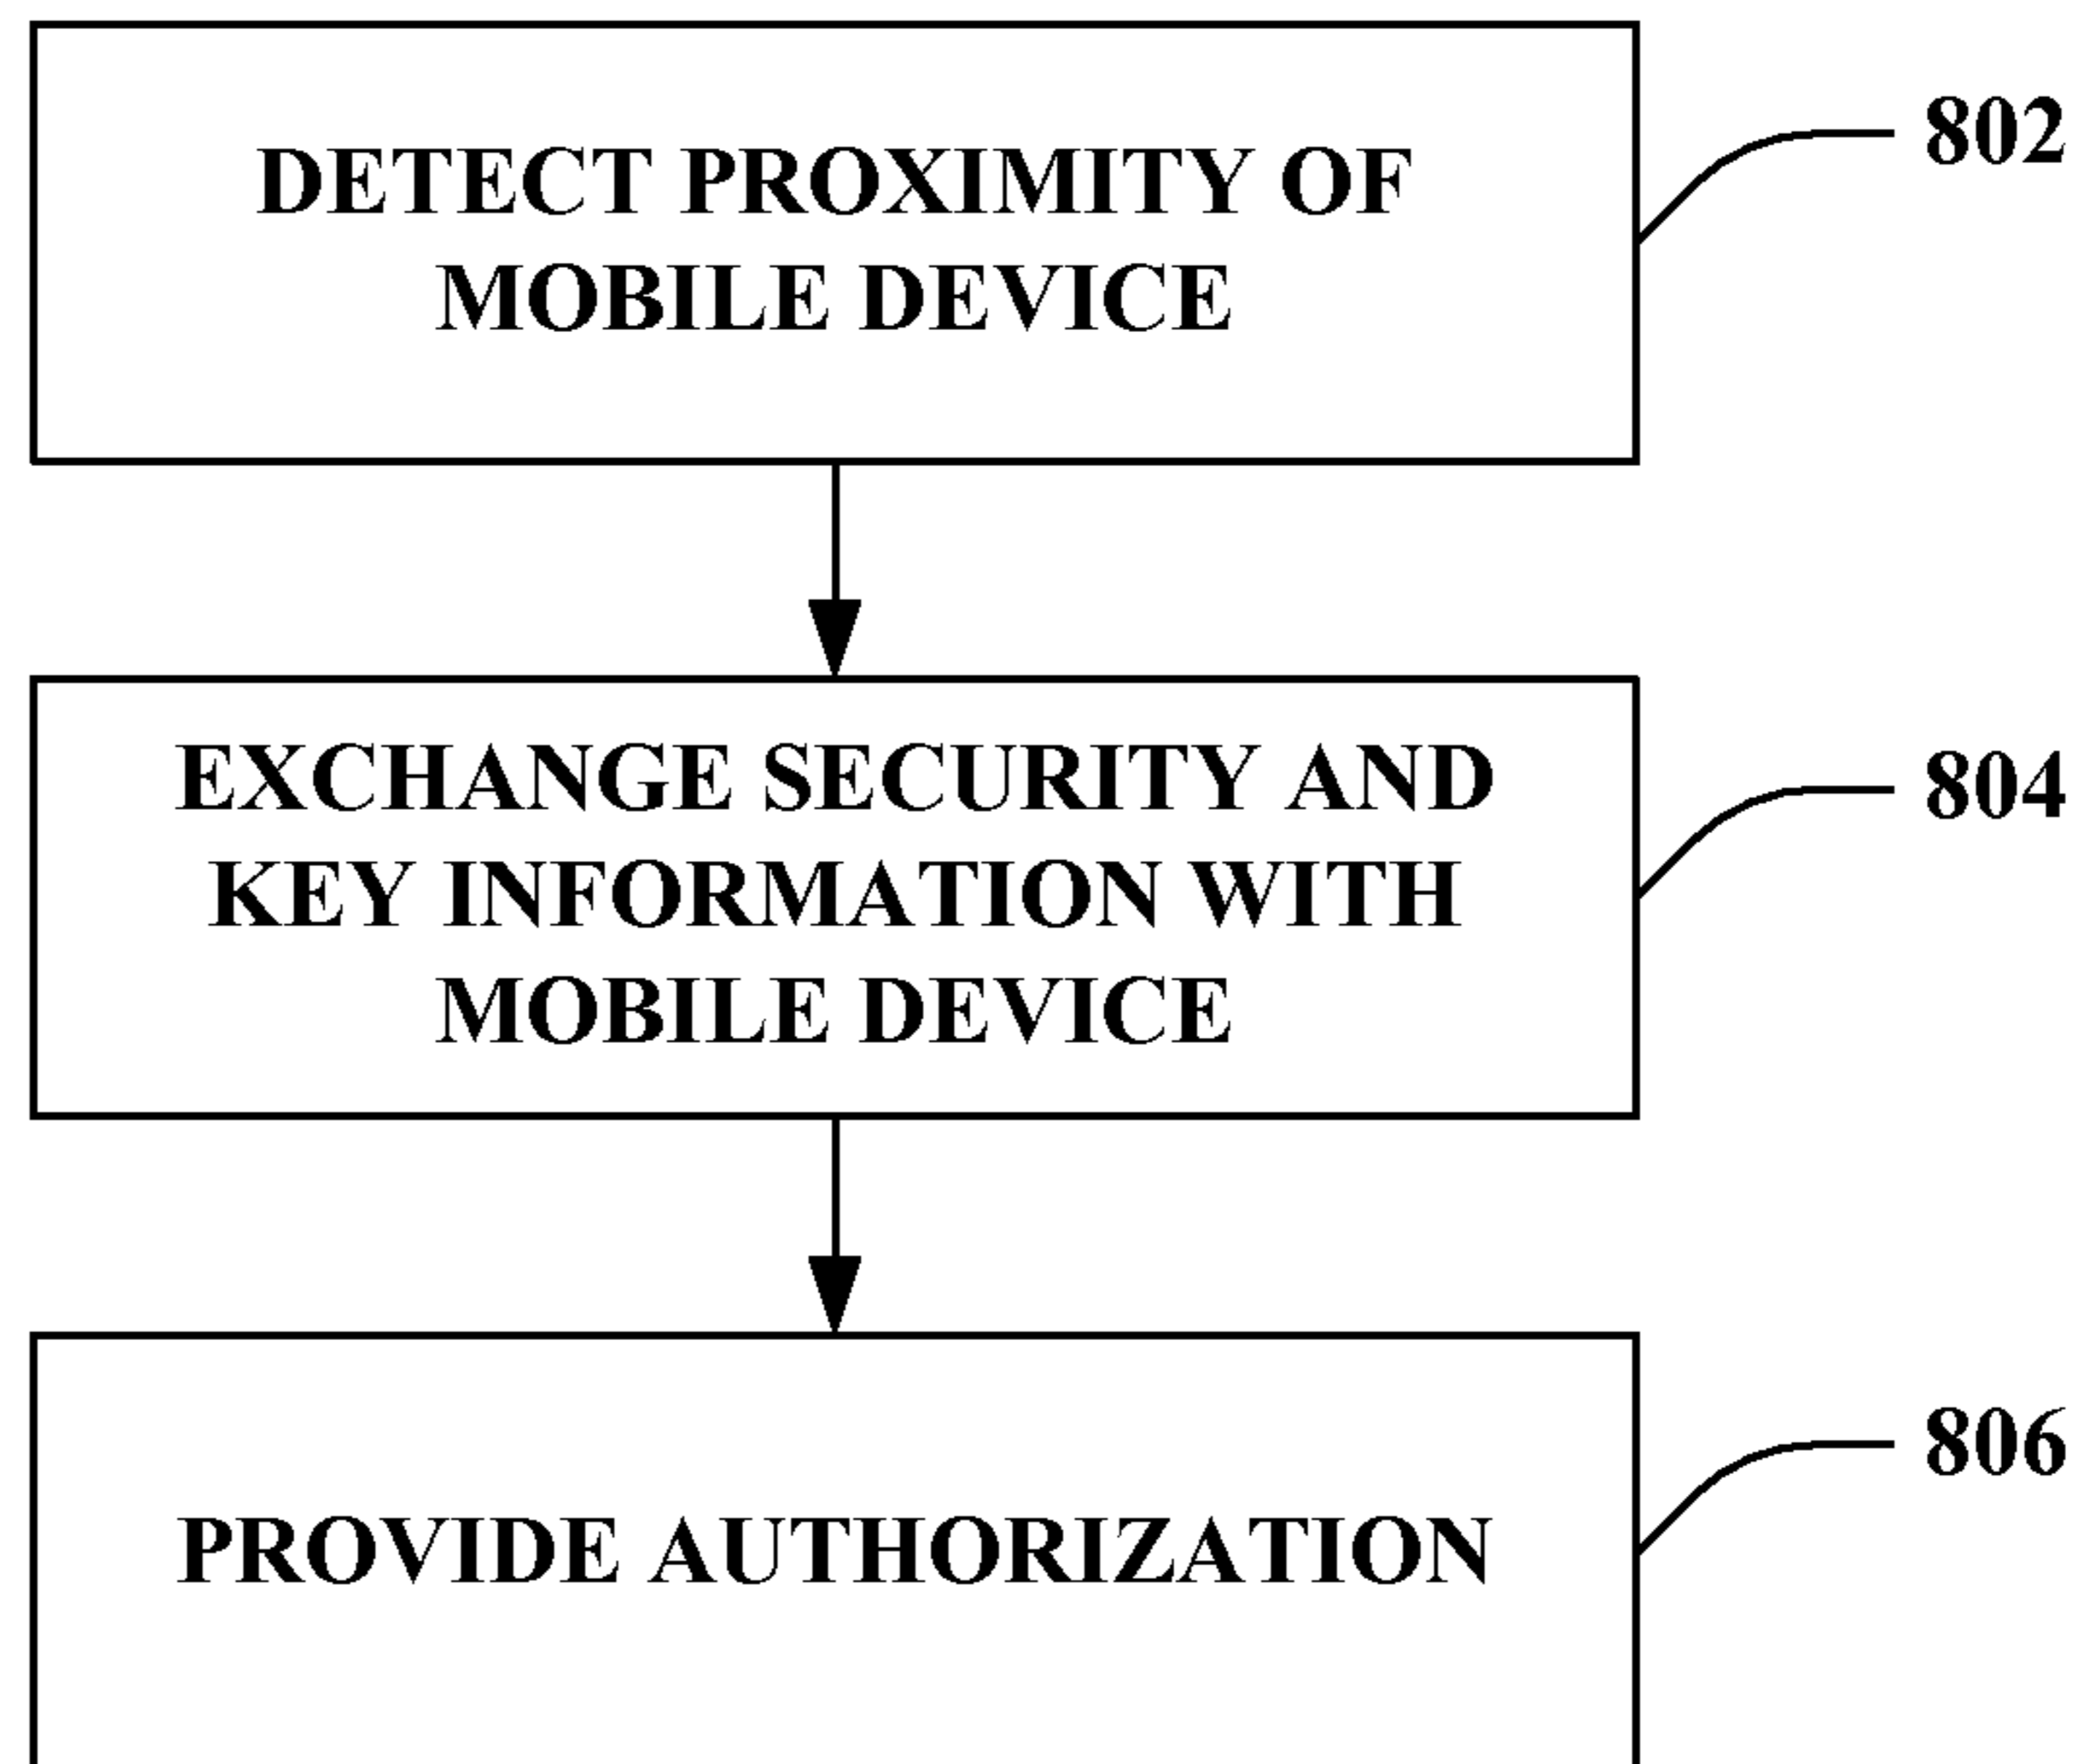 DETECT PROXIMITY OF
MOBILE DEVICE
802
EXCHANGE SECURITY AND
KEY INFORMATION WITH
MOBILE DEVICE
804
PROVIDE AUTHORIZATION
806